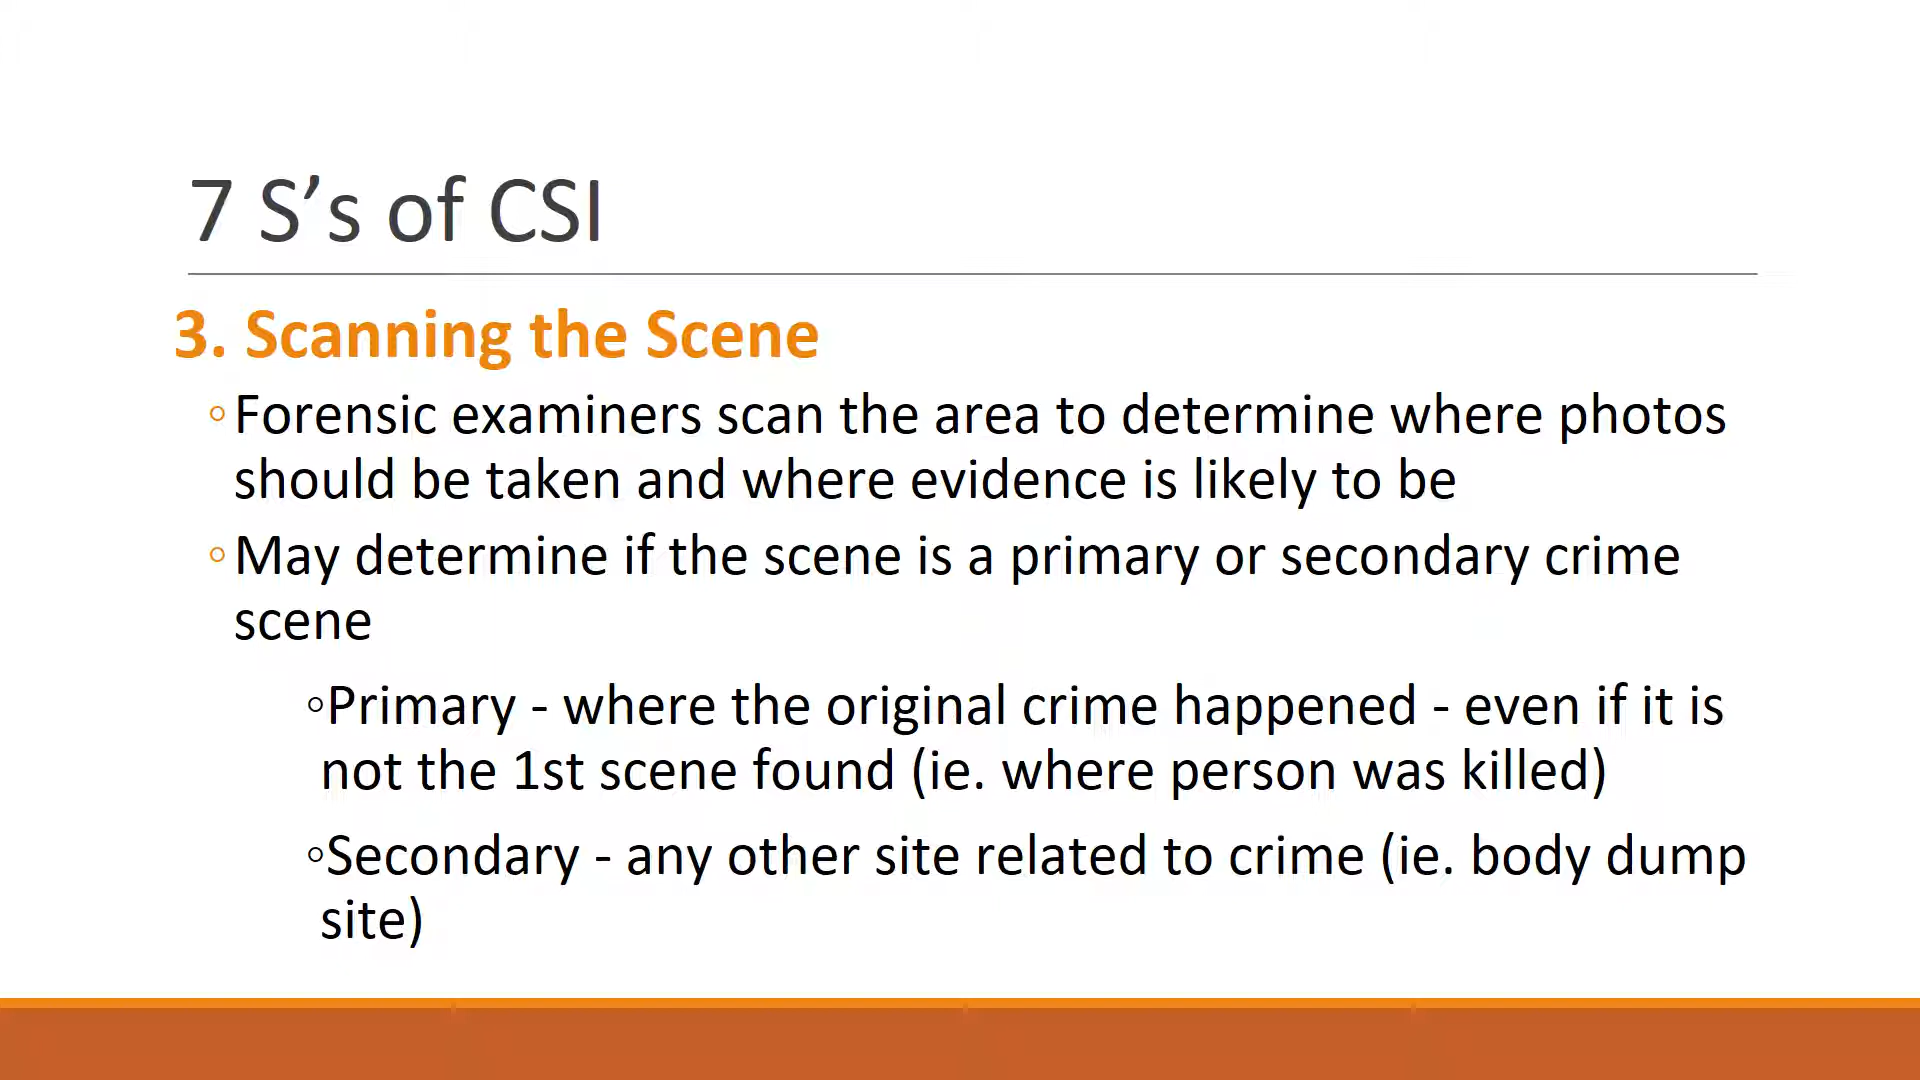 7 S’s of CSI
3. Scanning the Scene
◦Forensic examiners scan the area to determine where photos
should be taken and where evidence is likely to be
◦May determine if the scene is a primary or secondary crime
scene
◦Primary - where the original crime happened - even if it is
not the 1st scene found (ie. where person was killed)
◦Secondary - any other site related to crime (ie. body dump
site)